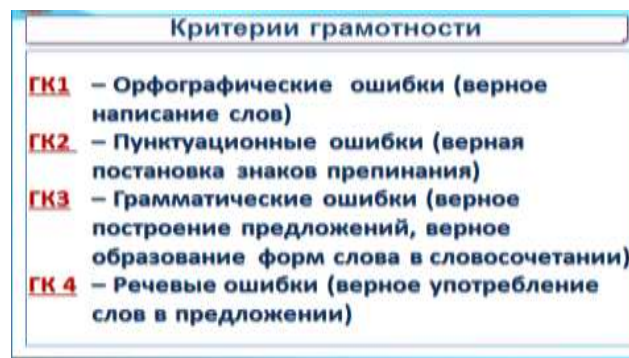 Критерии грамотности
ГК1 – Орфографические ошибки (верное
написание слов)
ГК2 – Пунктуационные ошибки (верная
постановка знаков препинания)
ГК3 – Грамматические ошибки (верное
построение предложений, верное
образование форм слова в словосочетании)
ГК 4 – Речевые ошибки (верное употребление
слов в предложении)